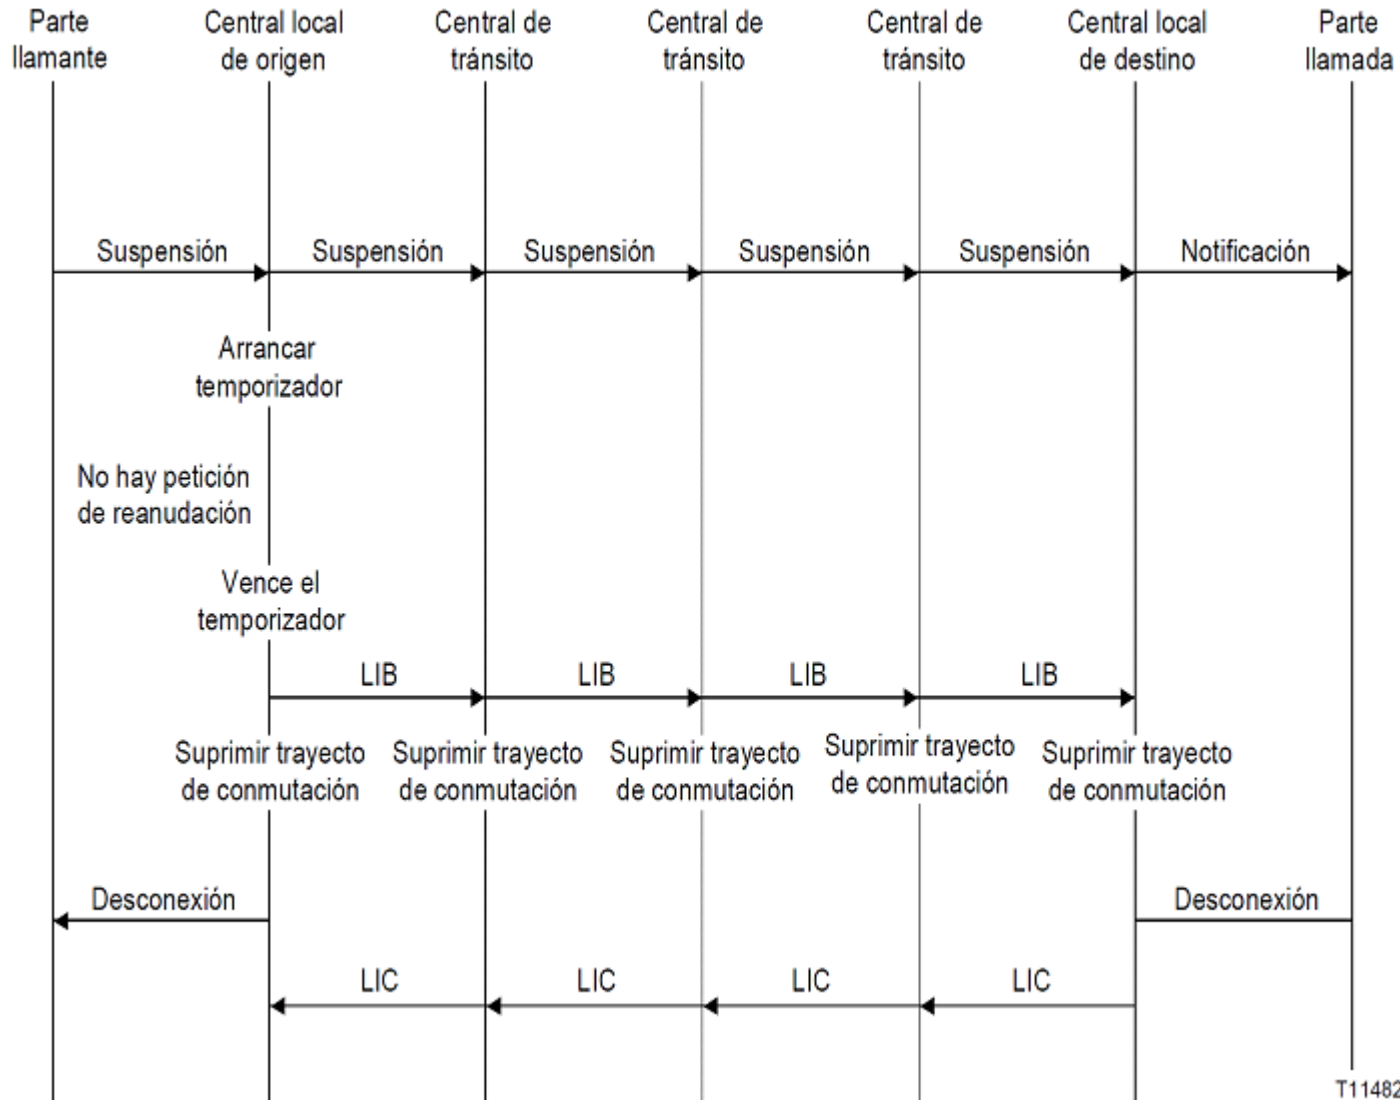 Parte
llamante
Central local
de origen
Central de
tránsito
Central de
tránsito
Central de
tránsito
Central local
de destino
Parte
llamada
Suspensión
Suspensión
Suspensión
Suspensión
Suspensión
Notificación
Arrancar
temporizador
No hay petición
de reanudación
Vence el
temporizador
LIB
LIB
LIB
LIB
Suprimir trayecto
de conmutación
Suprimir trayecto
de conmutación
Suprimir trayecto
de conmutación
Suprimir trayecto
de conmutación
Suprimir trayecto
de conmutación
Desconexión
Desconexión
LIC
LIC
LIC
LIC
T11482